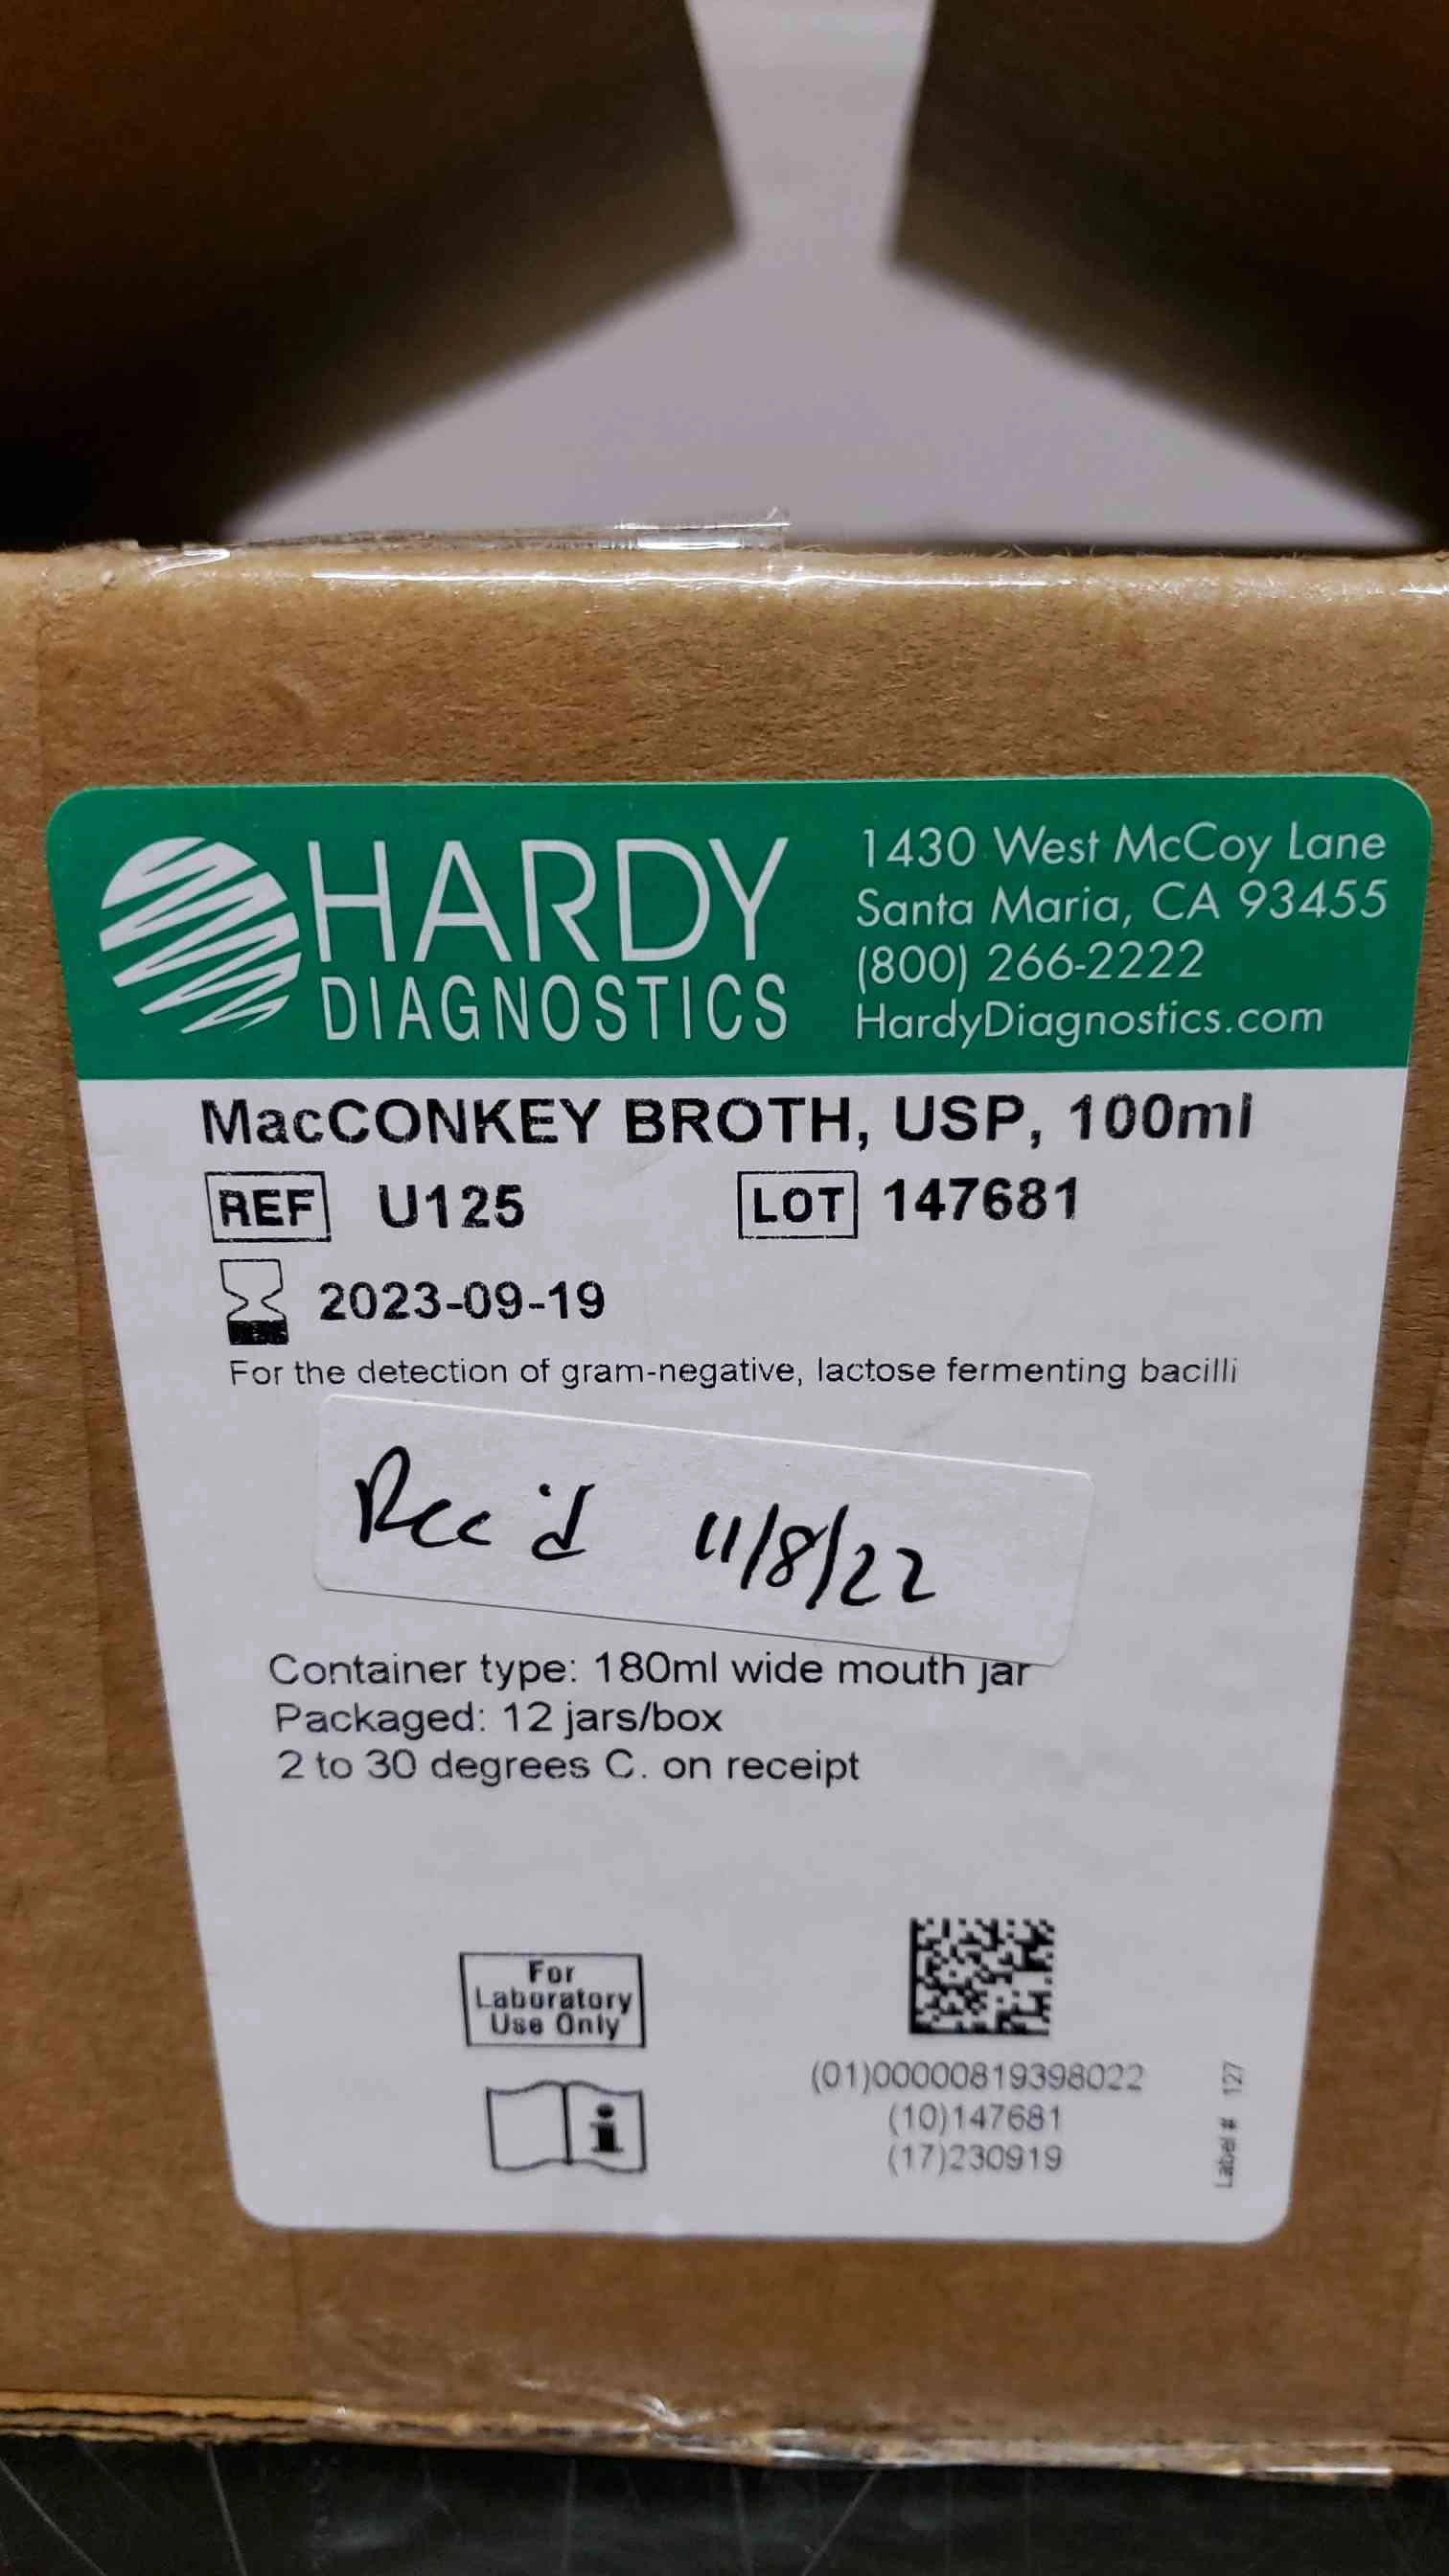 HARDY
DIAGNOSTICS
1430 West McCoy Lane
Santa Maria, CA 93455
(800) 266-2222
HardyDiagnostics.com
MacCONKEY BROTH, USP, 100ml
REF U125 LOT 147681
2023-09-19
For the detection of gram-negative, lactose fermenting bacilli
Rec'd 11/8/22
Container type: 180ml wide mouth jar
Packaged: 12 jars/box
2 to 30 degrees C. on receipt
For
Laboratory
Use Only
i
(01)00000819398022
(10)147681
(17)230919
Label # 127